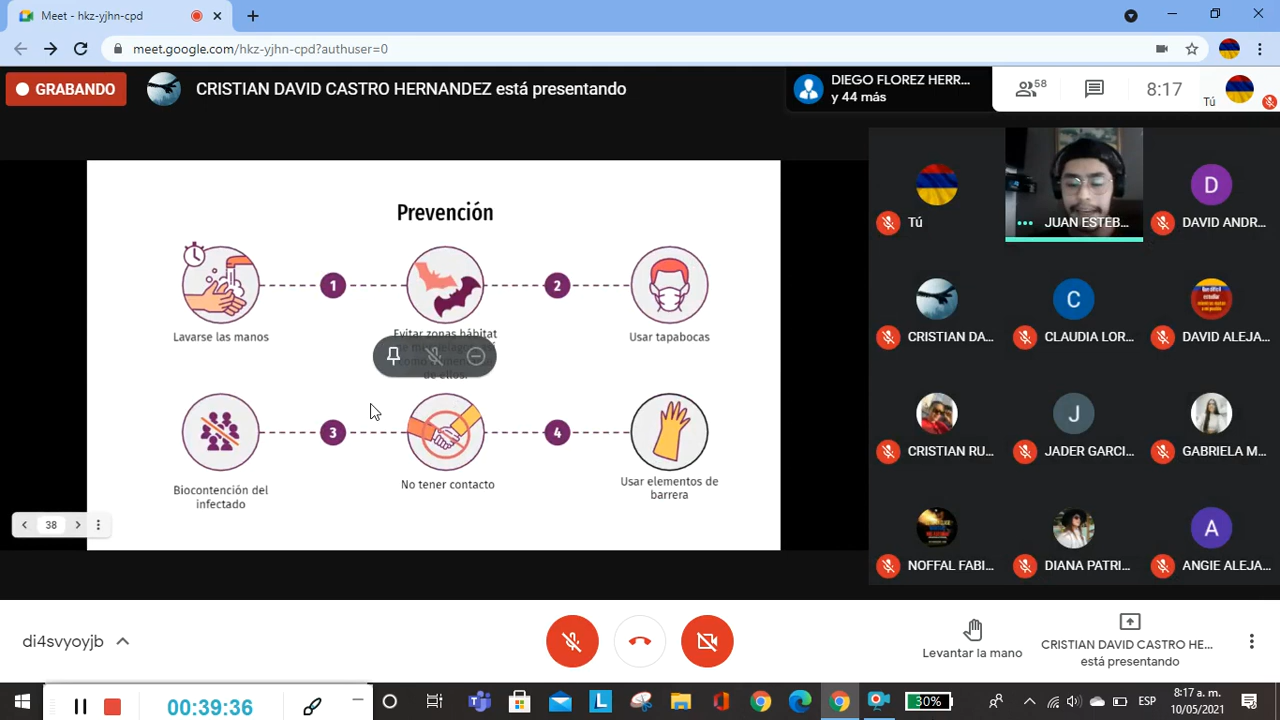 Meet - hkz-yjhn-cpd
meet.google.com/hkz-yjhn-cpd?authuser=0
GRABANDO
CRISTIAN DAVID CASTRO HERNANDEZ está presentando
DIEGO FLOREZ HERR...
y 44 más
58
8:17
Tú
Prevención
1
2
Lavarse las manos
Evitar zonas hábitat
de ellos.
Usar tapabocas
3
4
Biocontención del
infectado
No tener contacto
Usar elementos de
barrera
38
Tú
JUAN ESTEB...
DAVID ANDR...
D
CRISTIAN DA...
C
CLAUDIA LOR...
DAVID ALEJA...
CRISTIAN RU...
J
JADER GARCI...
GABRIELA M...
NOFFAL FABI...
DIANA PATRI...
A
ANGIE ALEJA...
di4svyoyjb
Levantar la mano
CRISTIAN DAVID CASTRO HE...
está presentando
00:39:36
L
30%
ESP
8:17 a. m.
10/05/2021